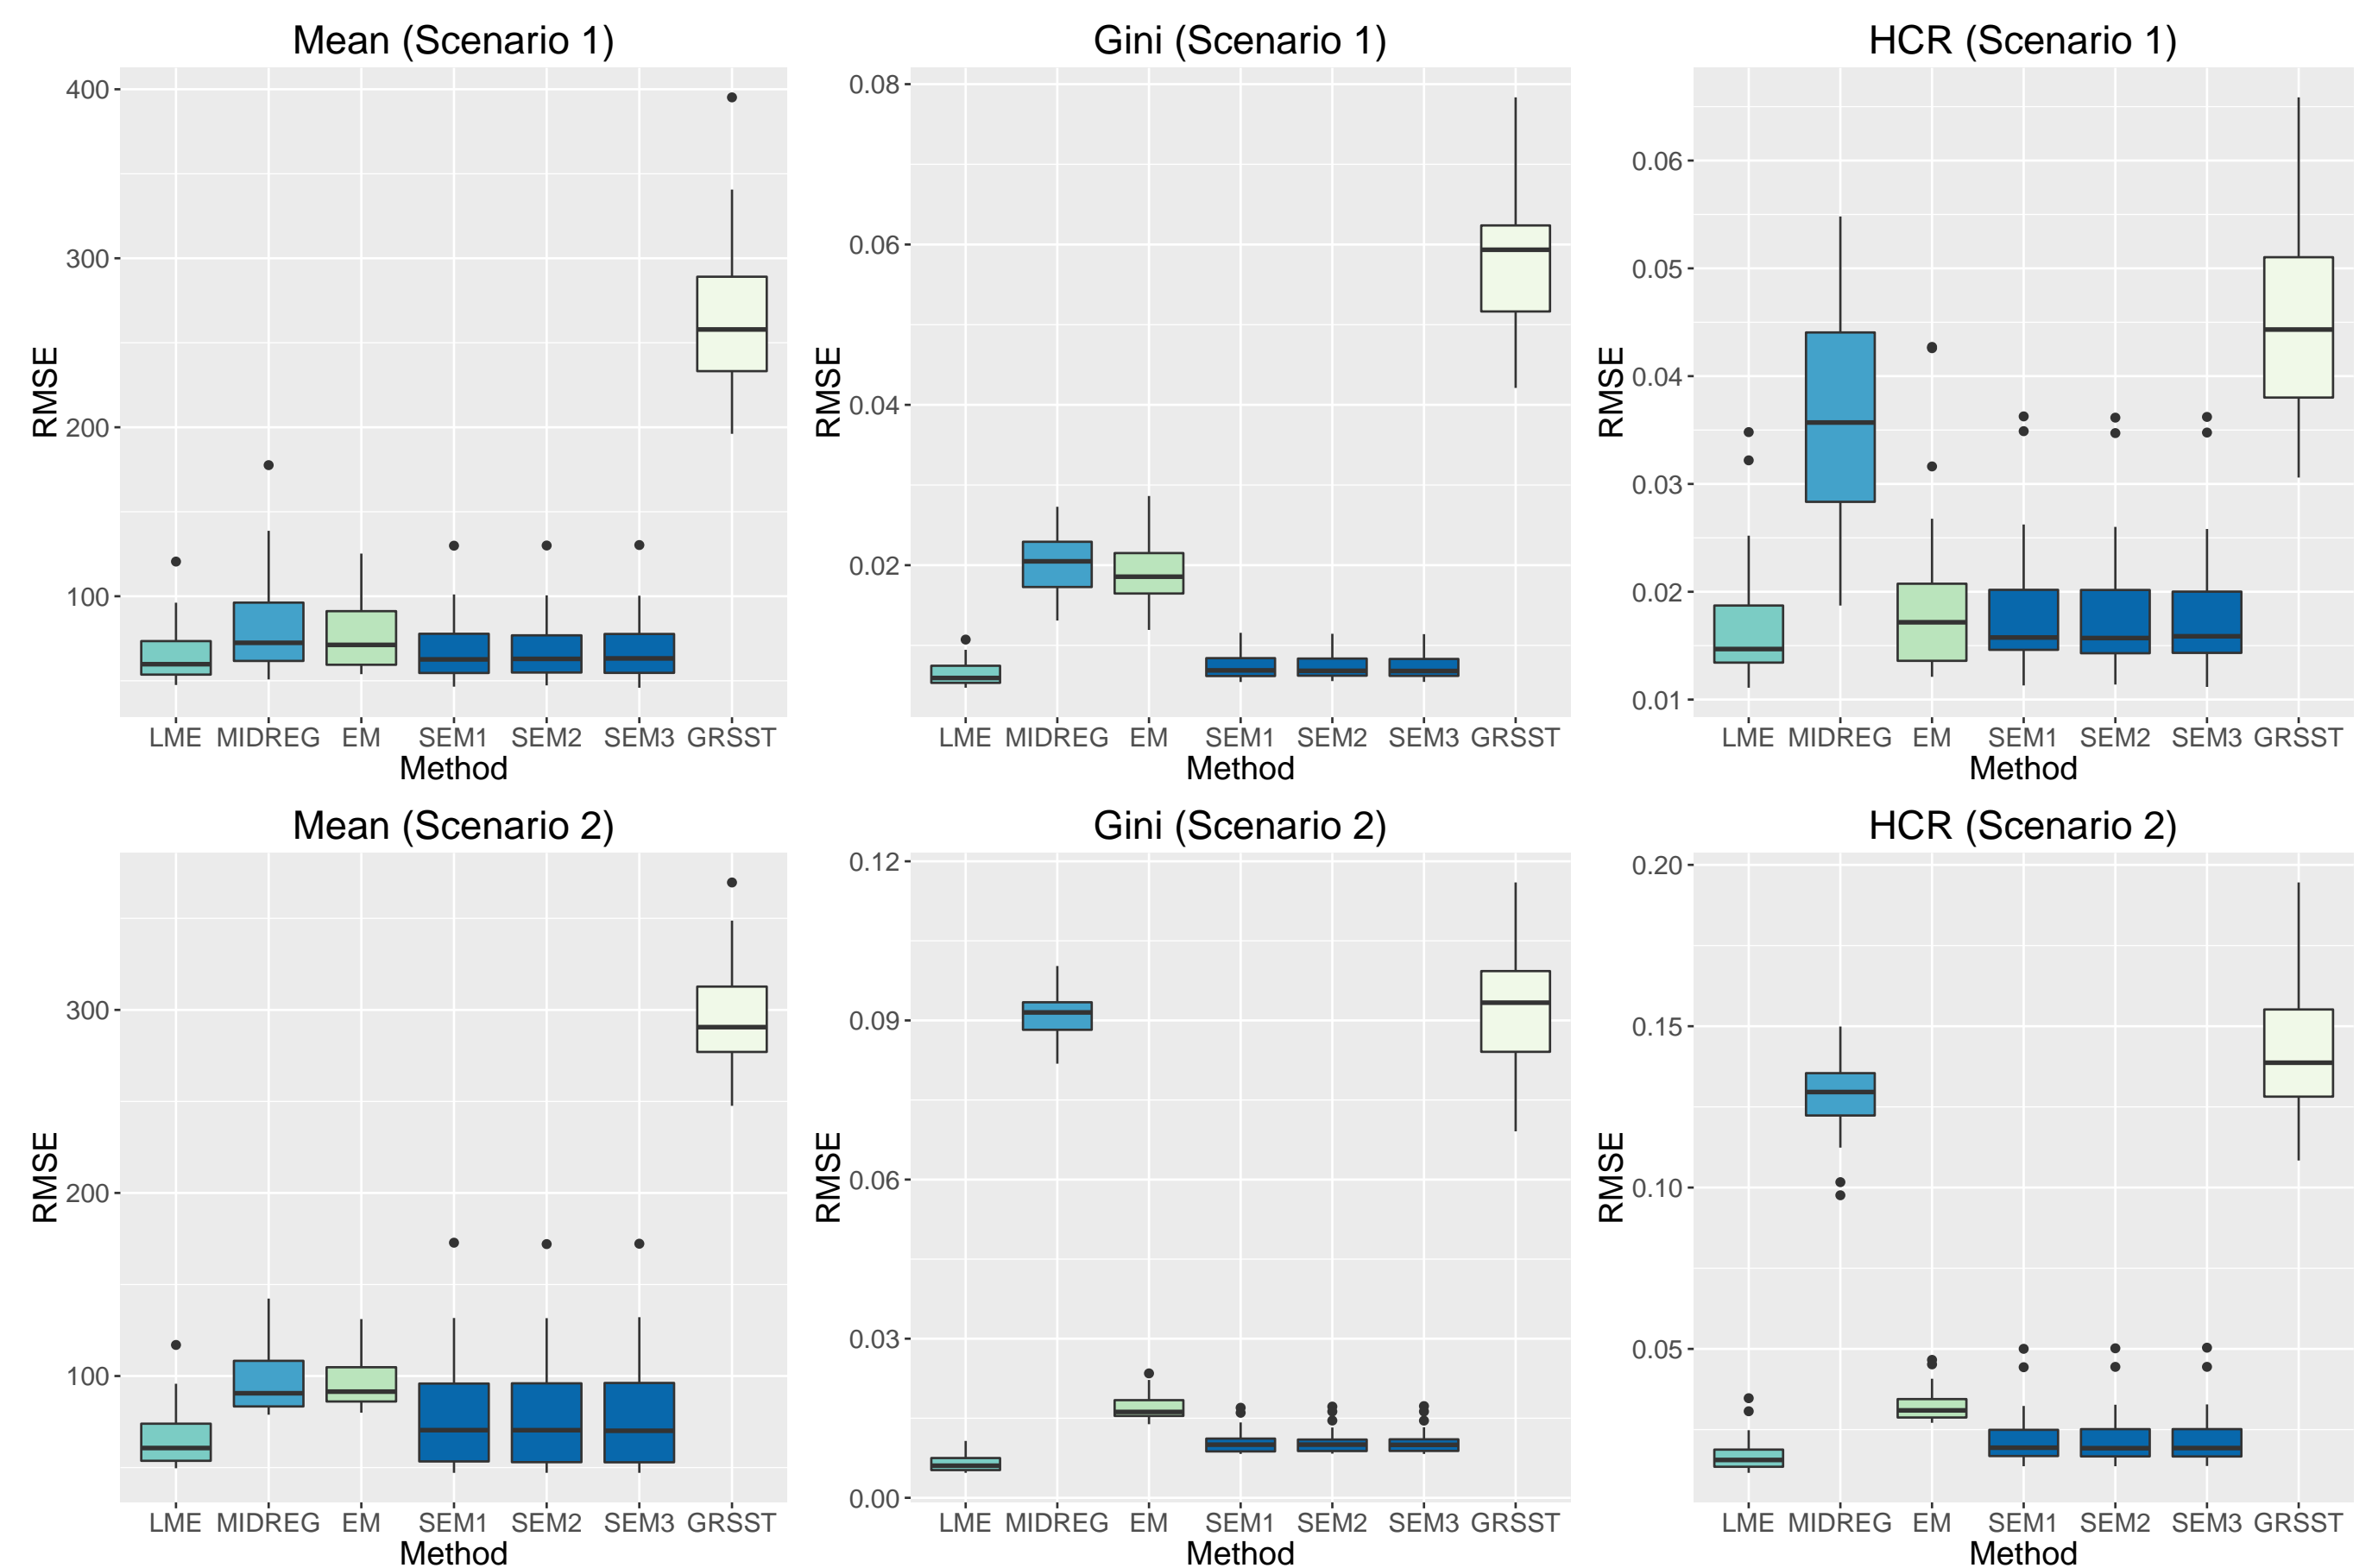 Mean (Scenario 1)
RMSE
400
300
200
100
LME MIDREG EM SEM1 SEM2 SEM3 GRSST
Method
Gini (Scenario 1)
RMSE
0.08
0.06
0.04
0.02
LME MIDREG EM SEM1 SEM2 SEM3 GRSST
Method
HCR (Scenario 1)
RMSE
0.06
0.05
0.04
0.03
0.02
0.01
LME MIDREG EM SEM1 SEM2 SEM3 GRSST
Method
Mean (Scenario 2)
RMSE
300
200
100
LME MIDREG EM SEM1 SEM2 SEM3 GRSST
Method
Gini (Scenario 2)
RMSE
0.12
0.09
0.06
0.03
0.00
LME MIDREG EM SEM1 SEM2 SEM3 GRSST
Method
HCR (Scenario 2)
RMSE
0.20
0.15
0.10
0.05
LME MIDREG EM SEM1 SEM2 SEM3 GRSST
Method